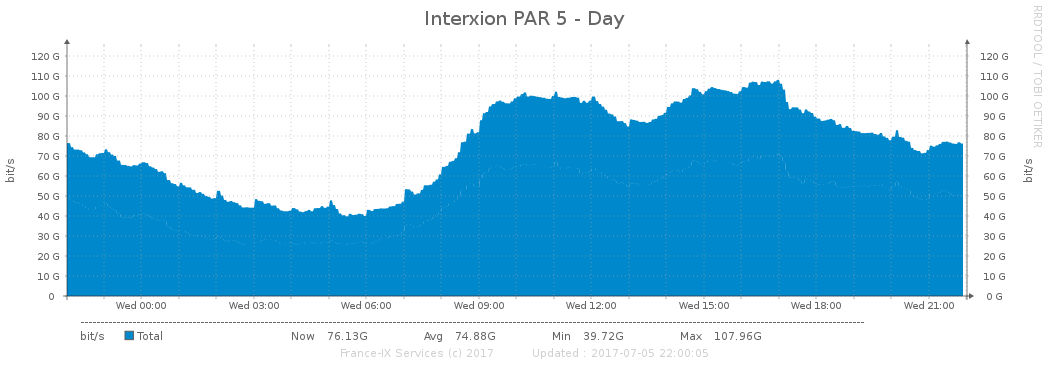 Interxion PAR 5 - Day
RRDTOOL / TOBI OETIKER
bit/s
120 G 120 G
110 G 110 G
100 G 100 G
90 G 90 G
80 G 80 G
70 G 70 G
60 G 60 G
50 G 50 G
40 G 40 G
30 G 30 G
20 G 20 G
10 G 10 G
0 0 G
bit/s
Wed 00:00 Wed 03:00 Wed 06:00 Wed 09:00 Wed 12:00 Wed 15:00 Wed 18:00 Wed 21:00
bit/s Total Now 76.13G Avg 74.88G Min 39.72G Max 107.96G
France-IX Services (c) 2017 Updated : 2017-07-05 22:00:05